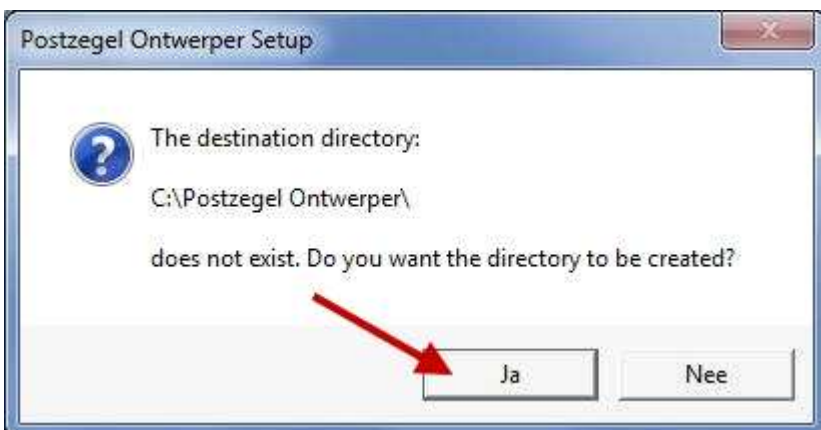 Postzegel Ontwerper Setup
The destination directory:
C:\Postzegel Ontwerper\
does not exist. Do you want the directory to be created?
Ja
Nee